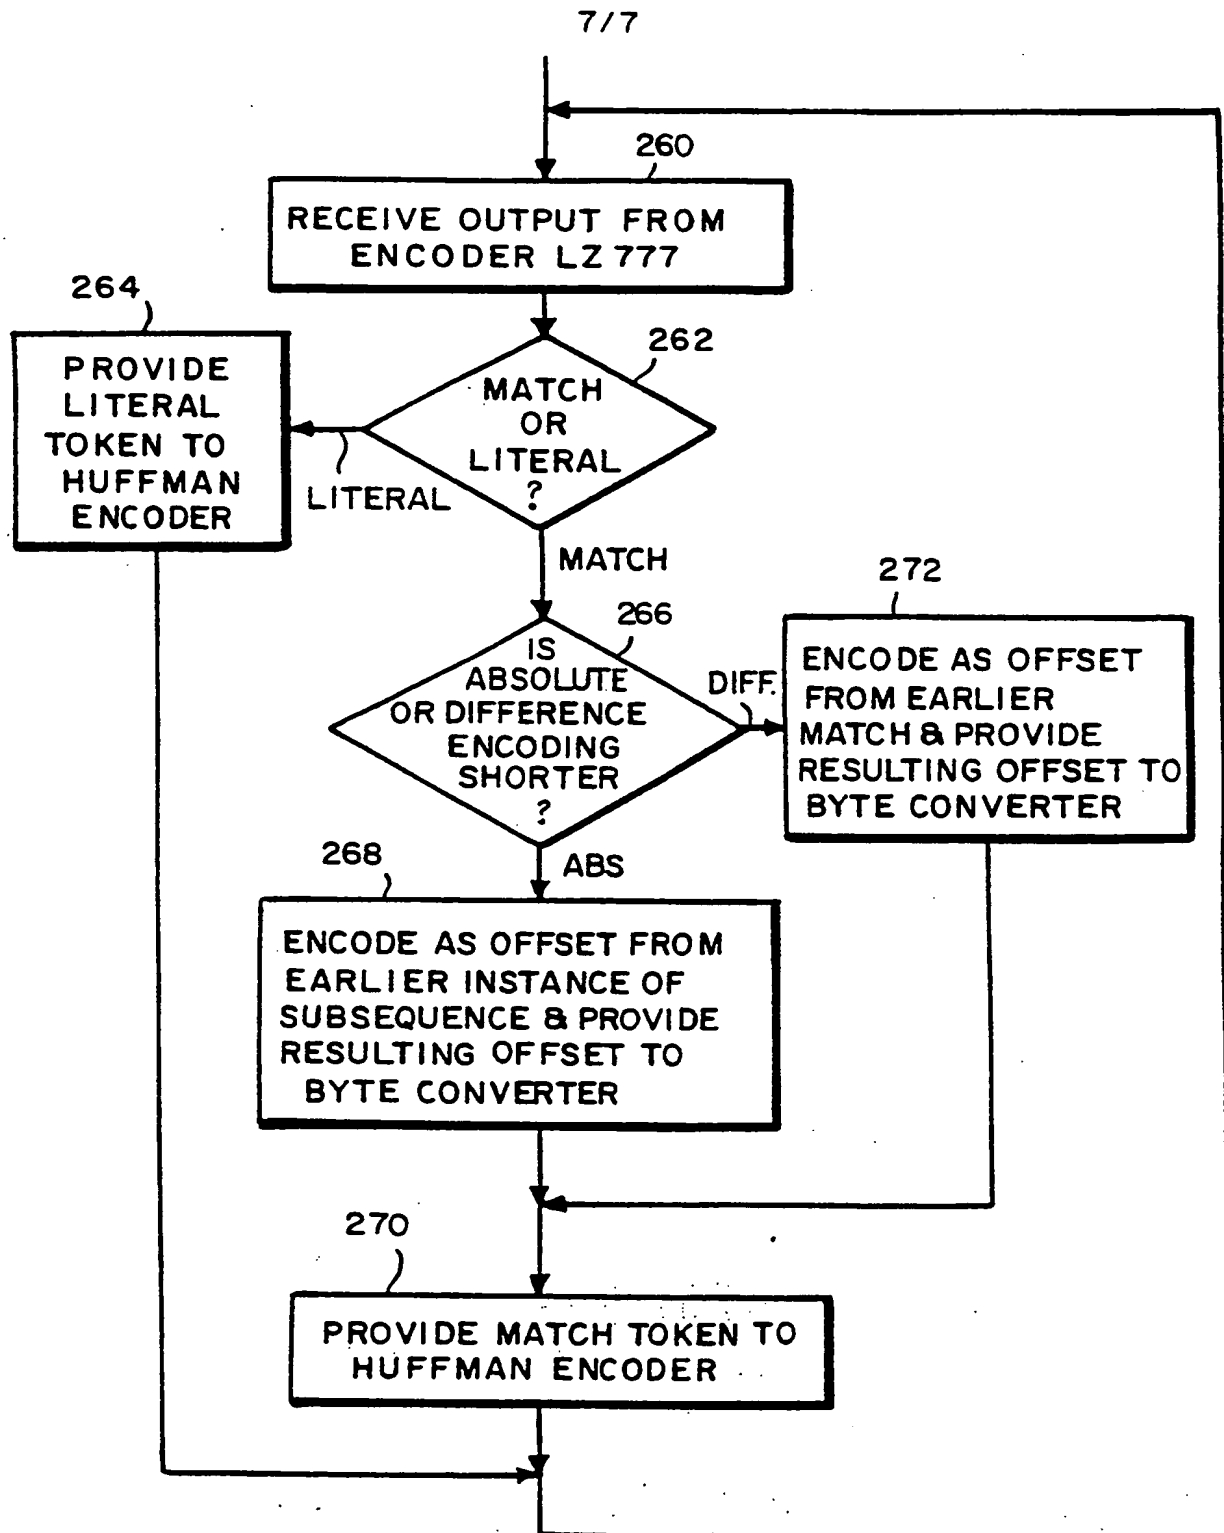 7/7
260
RECEIVE OUTPUT FROM
ENCODER LZ 777
264
PROVIDE
LITERAL
TOKEN TO
HUFFMAN
ENCODER
262
MATCH
OR
LITERAL
?
LITERAL
MATCH
266
IS
ABSOLUTE
OR DIFFERENCE
ENCODING
SHORTER
?
DIFF.
272
ENCODE AS OFFSET
FROM EARLIER
MATCH & PROVIDE
RESULTING OFFSET TO
BYTE CONVERTER
ABS
268
ENCODE AS OFFSET FROM
EARLIER INSTANCE OF
SUBSEQUENCE & PROVIDE
RESULTING OFFSET TO
BYTE CONVERTER
270
PROVIDE MATCH TOKEN TO
HUFFMAN ENCODER